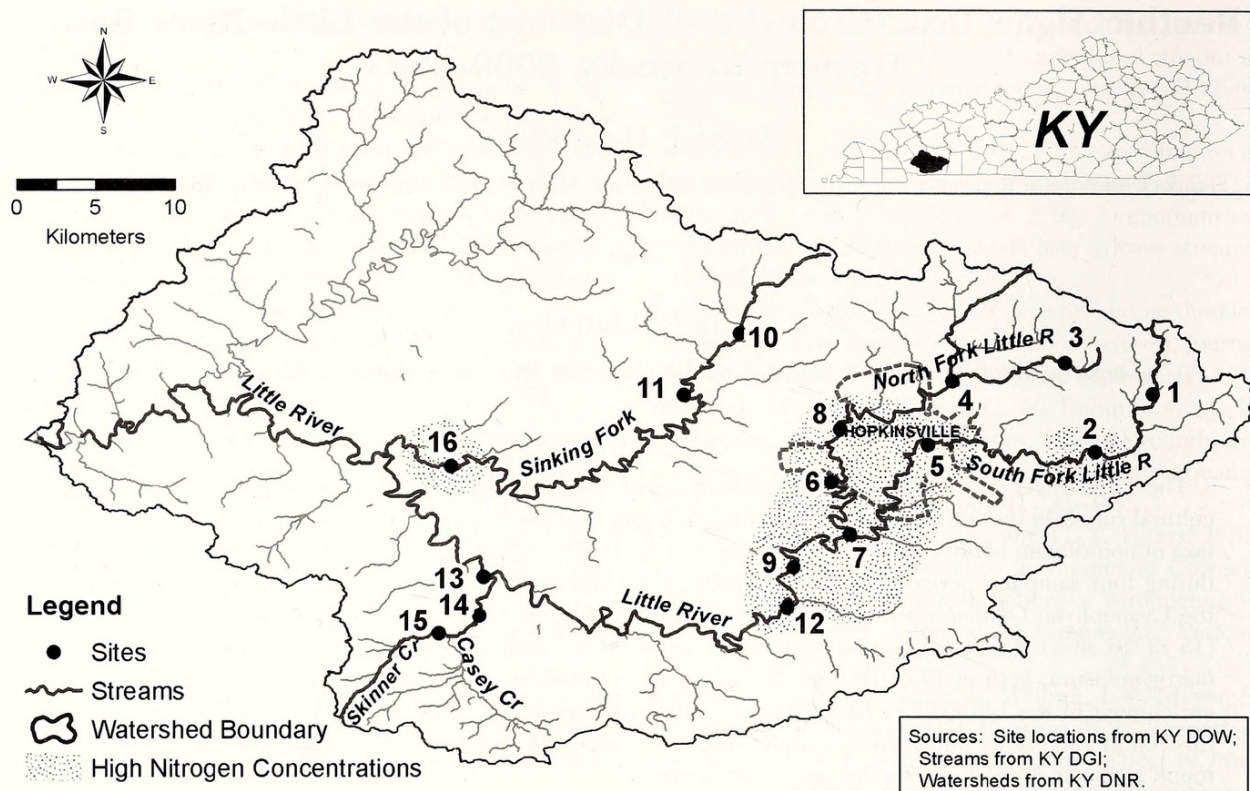 N
W
E
S
0
5
10
Kilometers
KY
10
11
North Fork Little R
3
4
1
8
HOPKINSVILLE
2
5
South Fork Little R
Little River
16
Sinking Fork
6
7
9
12
13
14
15
Little River
Skinner Cr
Casey Cr
Legend
Sites
Streams
Watershed Boundary
High Nitrogen Concentrations
Sources: Site locations from KY DOW;
Streams from KY DGI;
Watersheds from KY DNR.